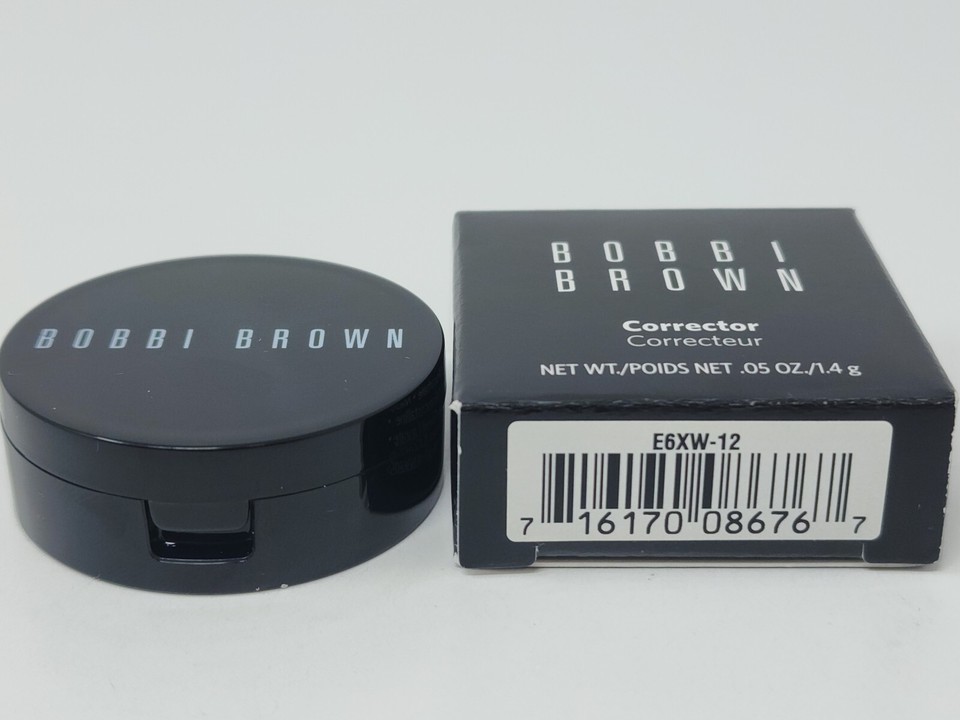 BOBBI BROWN
BOBBI
BROWN
Corrector
Correcteur
NET WT./POIDS NET .05 OZ./1.4 g
E6XW-12
7 16170 08676 7